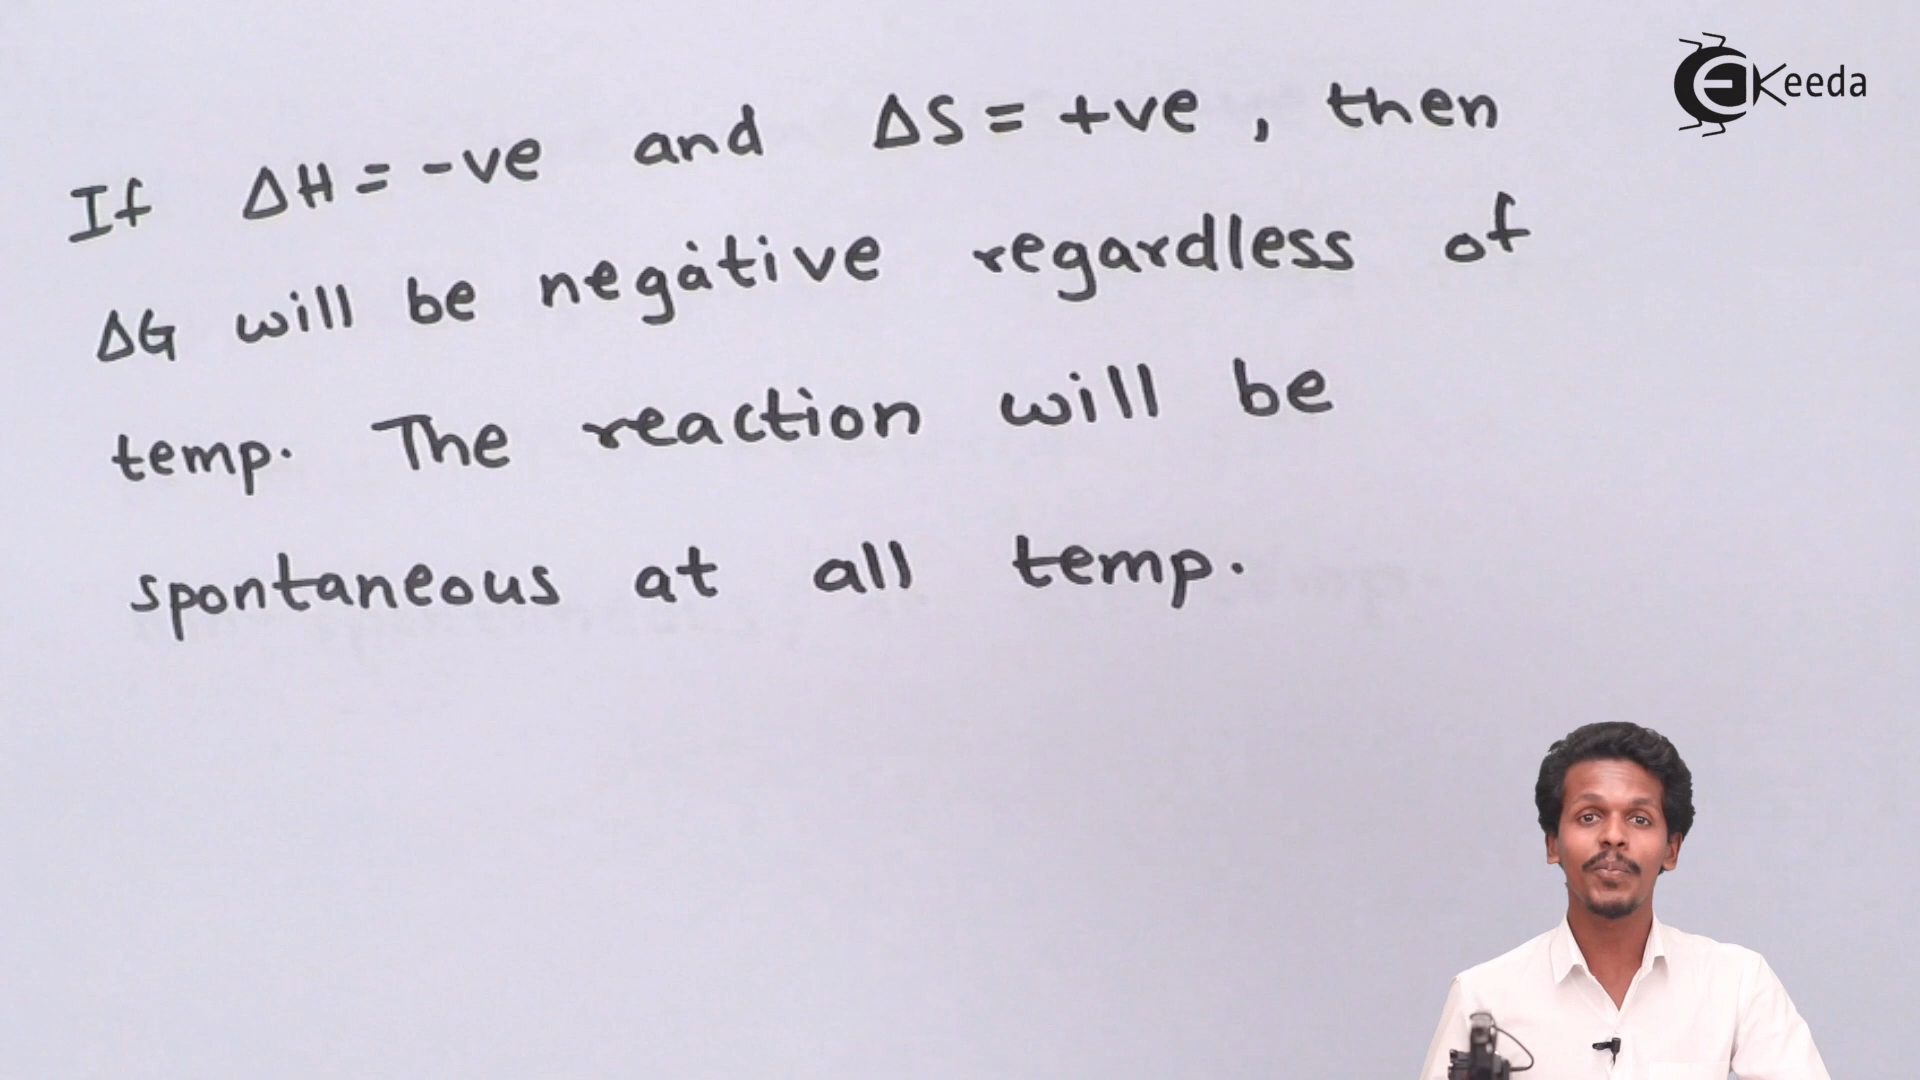 EKeeda
If ΔH = -ve and ΔS = +ve , then
ΔG will be negative regardless of
temp. The reaction will be
spontaneous at all temp.